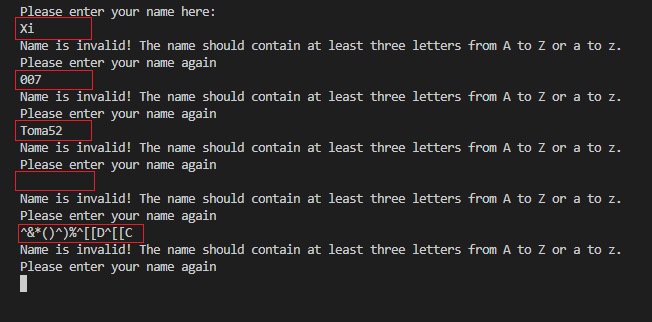 Please enter your name here:
Xi
Name is invalid! The name should contain at least three letters from A to Z or a to z.
Please enter your name again
007
Name is invalid! The name should contain at least three letters from A to Z or a to z.
Please enter your name again
Toma52
Name is invalid! The name should contain at least three letters from A to Z or a to z.
Please enter your name again
Name is invalid! The name should contain at least three letters from A to Z or a to z.
Please enter your name again
^&*()^)%^[[D^[[C
Name is invalid! The name should contain at least three letters from A to Z or a to z.
Please enter your name again